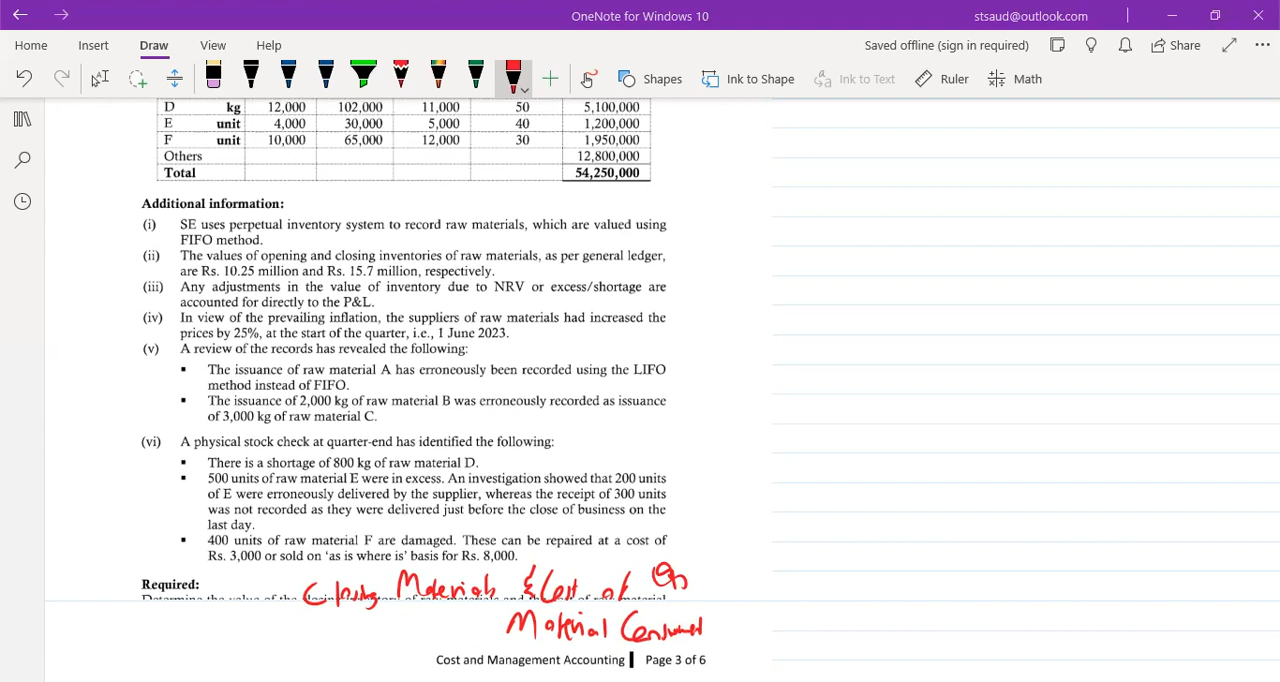 OneNote for Windows 10
stsaud@outlook.com
Home Insert Draw View Help
Saved offline (sign in required)
Share
Shapes
Ink to Shape
Ink to Text
Ruler
Math
D kg 12,000 102,000 11,000 50 5,100,000
E unit 4,000 30,000 5,000 40 1,200,000
F unit 10,000 65,000 12,000 30 1,950,000
Others 12,800,000
Total 54,250,000
Additional information:
(i) SE uses perpetual inventory system to record raw materials, which are valued using
FIFO method.
(ii) The values of opening and closing inventories of raw materials, as per general ledger,
are Rs. 10.25 million and Rs. 15.7 million, respectively.
(iii) Any adjustments in the value of inventory due to NRV or excess/shortage are
accounted for directly to the P&L.
(iv) In view of the prevailing inflation, the suppliers of raw materials had increased the
prices by 25%, at the start of the quarter, i.e., 1 June 2023.
(v) A review of the records has revealed the following:
▪ The issuance of raw material A has erroneously been recorded using the LIFO
method instead of FIFO.
▪ The issuance of 2,000 kg of raw material B was erroneously recorded as issuance
of 3,000 kg of raw material C.
(vi) A physical stock check at quarter-end has identified the following:
▪ There is a shortage of 800 kg of raw material D.
▪ 500 units of raw material E were in excess. An investigation showed that 200 units
of E were erroneously delivered by the supplier, whereas the receipt of 300 units
was not recorded as they were delivered just before the close of business on the
last day.
▪ 400 units of raw material F are damaged. These can be repaired at a cost of
Rs. 3,000 or sold on 'as is where is' basis for Rs. 8,000.
Required:
Closing Materials & Cost of
Determine the value of the closing inventory of raw materials and the cost of raw material
Material Consumed
Cost and Management Accounting | Page 3 of 6